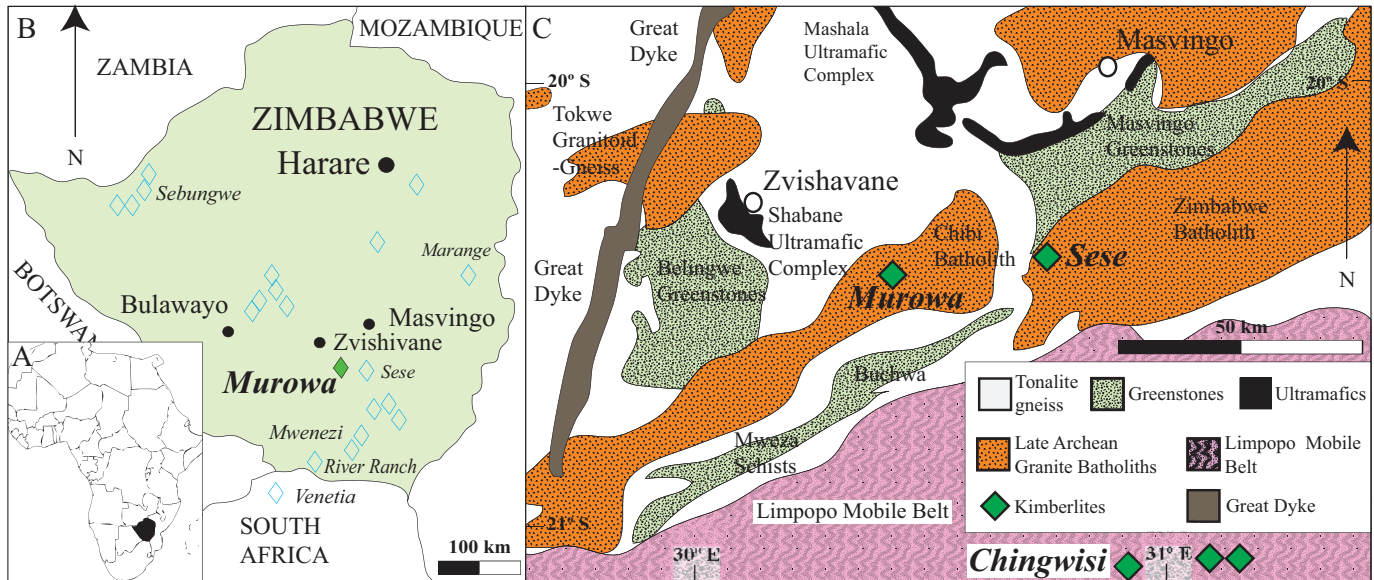 B
MOZAMBIQUE
ZAMBIA
ZIMBABWE
Harare
N
Sebungwe
Marange
BOTSWAN
Bulawayo
Masvingo
Zvishivane
Murowa
Sese
Mwenezi
River Ranch
Venetia
SOUTH
AFRICA
100 km
A
C
Great
Dyke
Mashala
Ultramafic
Complex
Masvingo
20° S
20° S
Tokwe
Granitoid
-Gneiss
Masvingo
Greenstones
N
Zvishavane
Shabane
Ultramafic
Complex
Zimbabwe
Batholith
Chibi
Batholith
Sese
Great
Dyke
Belingwe
Greenstones
Murowa
50 km
Buchwa
Mweza
Schists
Limpopo Mobile Belt
21° S
30° E
31° E
Chingwisi
Tonalite
gneiss
Greenstones
Ultramafics
Late Archean
Granite Batholiths
Limpopo Mobile
Belt
Kimberlites
Great Dyke